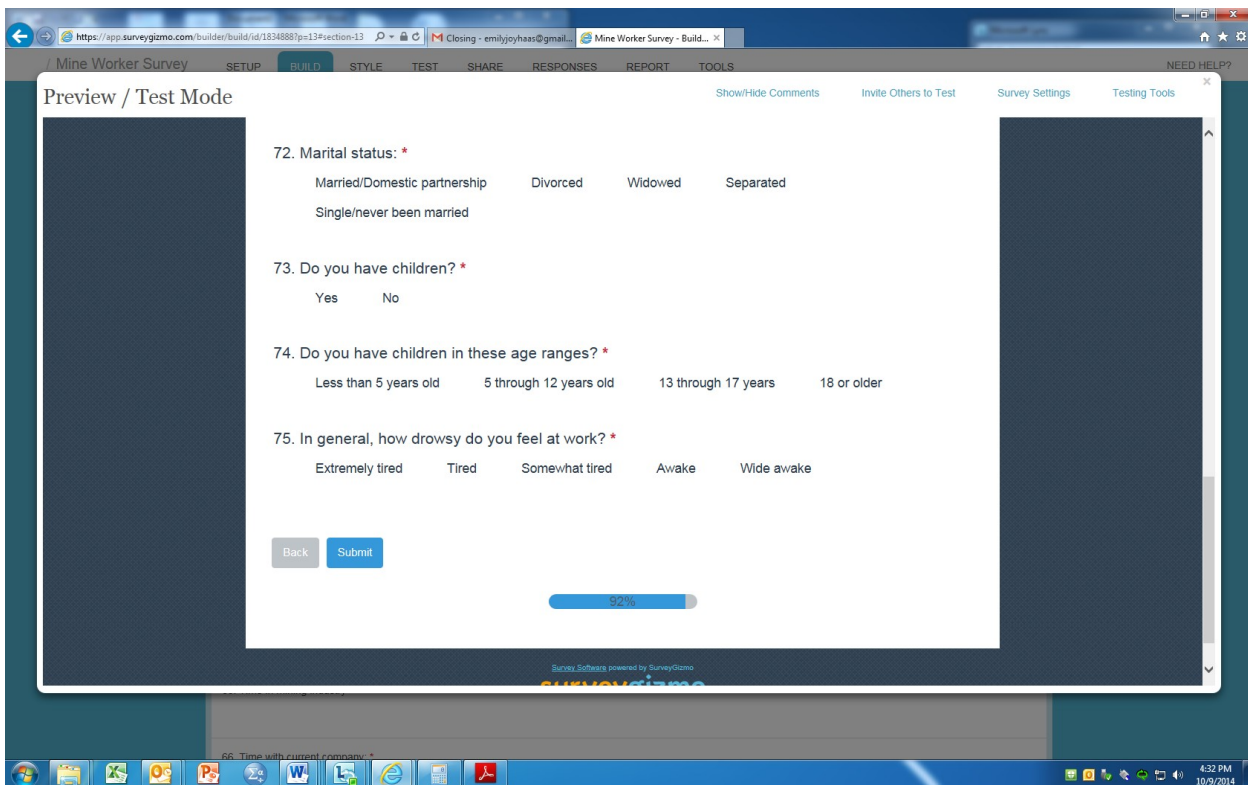 https://app.surveygizmo.com/builder/build/id/1834888?p=13#section-13
Closing - emilyjoyhaas@gmail...
Mine Worker Survey - Build...
/ Mine Worker Survey SETUP BUILD STYLE TEST SHARE RESPONSES REPORT TOOLS NEED HELP?
Preview / Test Mode Show/Hide Comments Invite Others to Test Survey Settings Testing Tools
72. Marital status: *
Married/Domestic partnership Divorced Widowed Separated
Single/never been married
73. Do you have children? *
Yes No
74. Do you have children in these age ranges? *
Less than 5 years old 5 through 12 years old 13 through 17 years 18 or older
75. In general, how drowsy do you feel at work? *
Extremely tired Tired Somewhat tired Awake Wide awake
Back Submit
92%
Survey Software powered by SurveyGizmo
surveygizmo
66. Time with current company: *
4:32 PM
10/9/2014